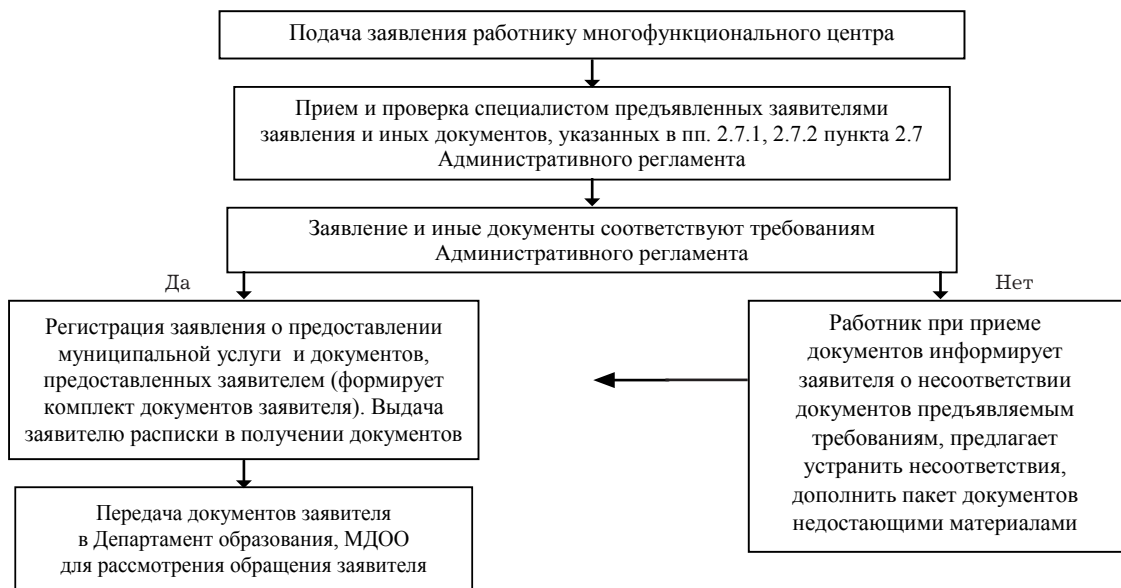 Подача заявления работнику многофункционального центра
Прием и проверка специалистом предъявленных заявителями
заявления и иных документов, указанных в пп. 2.7.1, 2.7.2 пункта 2.7
Административного регламента
Заявление и иные документы соответствуют требованиям
Административного регламента
Да
Нет
Регистрация заявления о предоставлении
муниципальной услуги и документов,
предоставленных заявителем (формирует
комплект документов заявителя). Выдача
заявителю расписки в получении документов
Работник при приеме
документов информирует
заявителя о несоответствии
документов предъявляемым
требованиям, предлагает
устранить несоответствия,
дополнить пакет документов
недостающими материалами
Передача документов заявителя
в Департамент образования, МДОО
для рассмотрения обращения заявителя